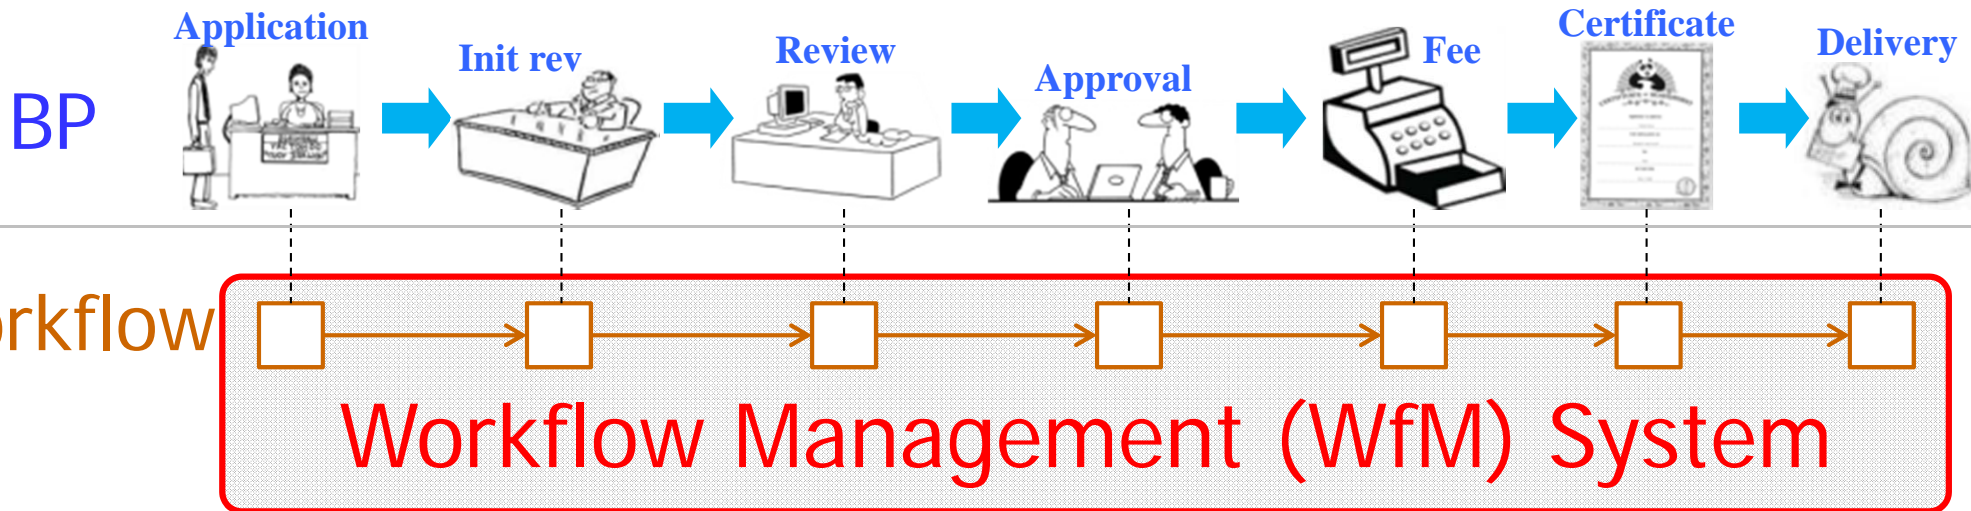 Application
Init rev
Review
Approval
Fee
Certificate
Delivery
BP
rkflow
Workflow Management (WfM) System